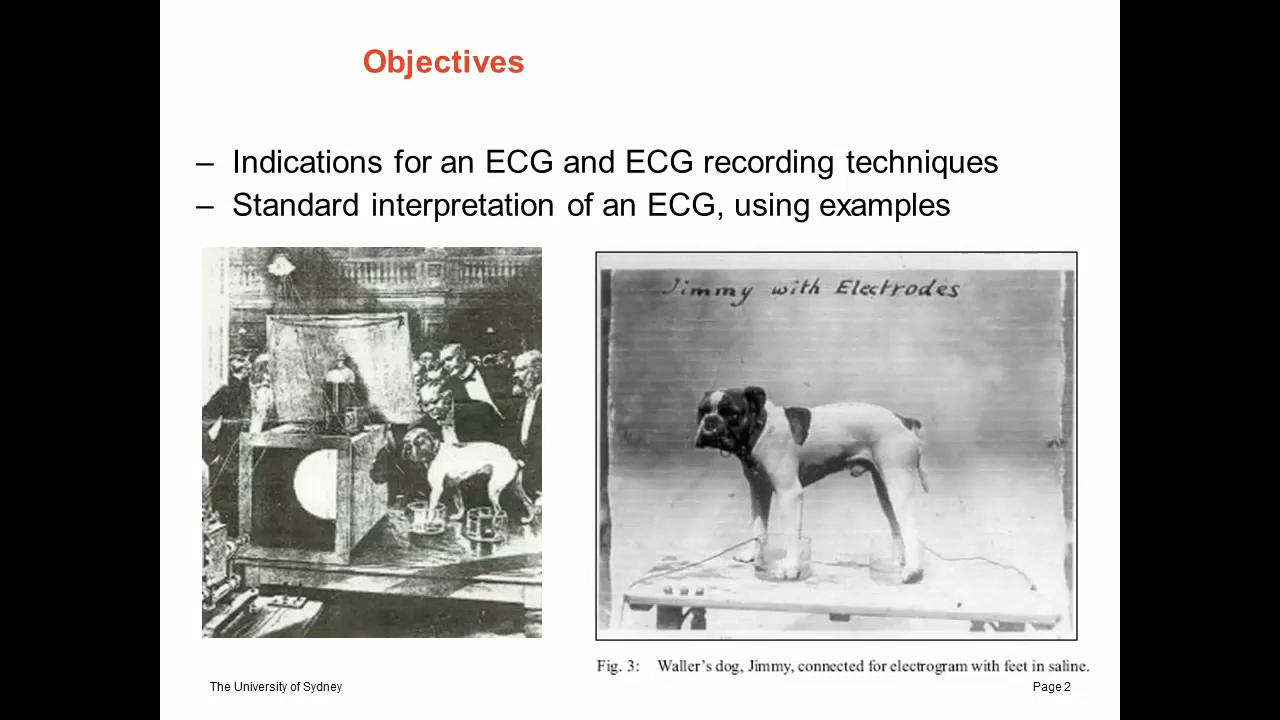 Objectives
– Indications for an ECG and ECG recording techniques
– Standard interpretation of an ECG, using examples
Jimmy with Electrodes
Fig. 3: Waller's dog, Jimmy, connected for electrogram with feet in saline.
The University of Sydney
Page 2